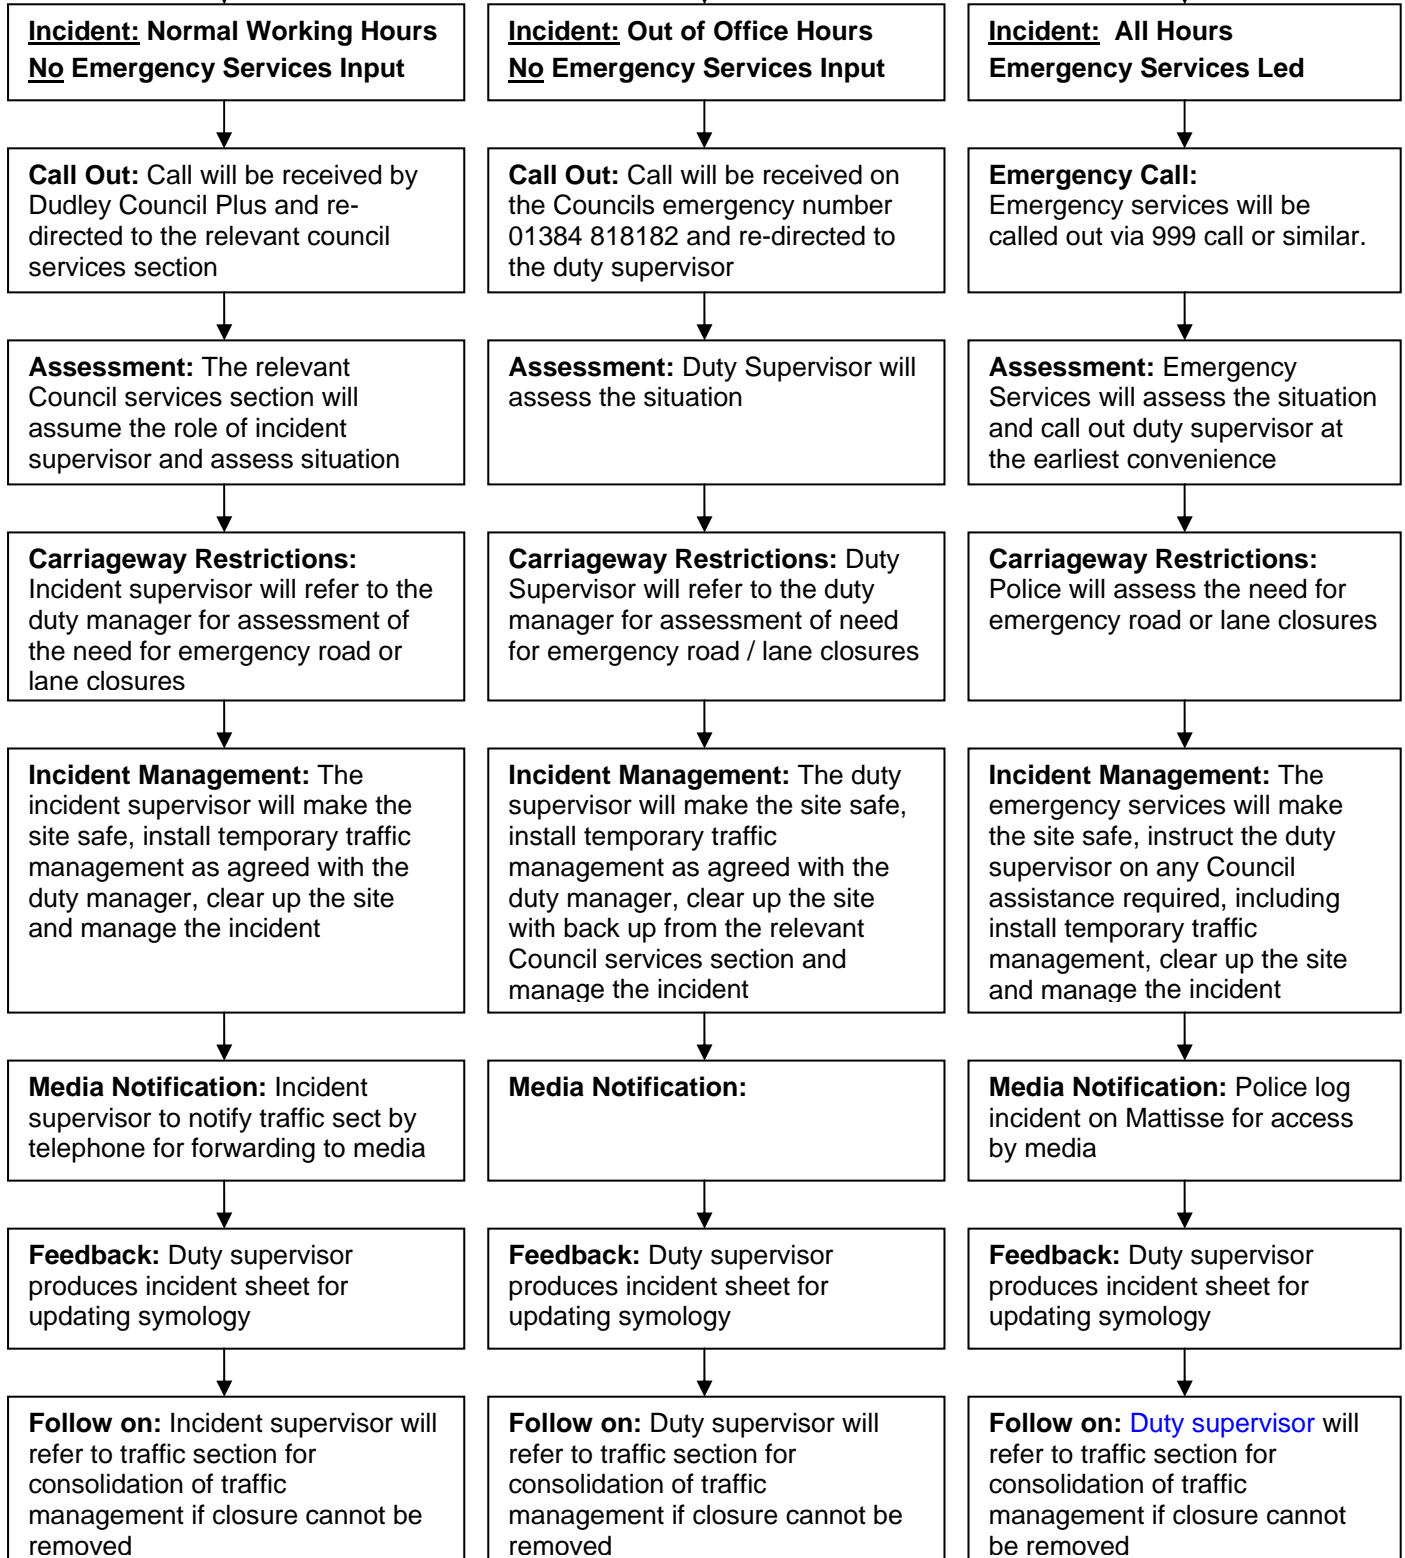 Incident: Normal Working Hours
No Emergency Services Input
Incident: Out of Office Hours
No Emergency Services Input
Incident: All Hours
Emergency Services Led
Call Out: Call will be received by
Dudley Council Plus and re-
directed to the relevant council
services section
Call Out: Call will be received on
the Councils emergency number
01384 818182 and re-directed to
the duty supervisor
Emergency Call:
Emergency services will be
called out via 999 call or similar.
Assessment: The relevant
Council services section will
assume the role of incident
supervisor and assess situation
Assessment: Duty Supervisor will
assess the situation
Assessment: Emergency
Services will assess the situation
and call out duty supervisor at
the earliest convenience
Carriageway Restrictions:
Incident supervisor will refer to the
duty manager for assessment of
the need for emergency road or
lane closures
Carriageway Restrictions: Duty
Supervisor will refer to the duty
manager for assessment of need
for emergency road / lane closures
Carriageway Restrictions:
Police will assess the need for
emergency road or lane closures
Incident Management: The
incident supervisor will make the
site safe, install temporary traffic
management as agreed with the
duty manager, clear up the site
and manage the incident
Incident Management: The duty
supervisor will make the site safe,
install temporary traffic
management as agreed with the
duty manager, clear up the site
with back up from the relevant
Council services section and
manage the incident
Incident Management: The
emergency services will make
the site safe, instruct the duty
supervisor on any Council
assistance required, including
install temporary traffic
management, clear up the site
and manage the incident
Media Notification: Incident
supervisor to notify traffic sect by
telephone for forwarding to media
Media Notification:
Media Notification: Police log
incident on Mattisse for access
by media
Feedback: Duty supervisor
produces incident sheet for
updating symology
Feedback: Duty supervisor
produces incident sheet for
updating symology
Feedback: Duty supervisor
produces incident sheet for
updating symology
Follow on: Incident supervisor will
refer to traffic section for
consolidation of traffic
management if closure cannot be
removed
Follow on: Duty supervisor will
refer to traffic section for
consolidation of traffic
management if closure cannot be
removed
Follow on: Duty supervisor will
refer to traffic section for
consolidation of traffic
management if closure cannot
be removed